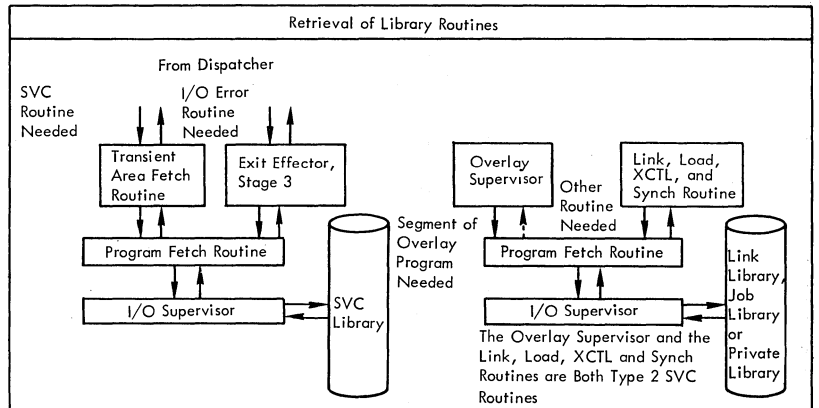 Retrieval of Library Routines
From Dispatcher
SVC
Routine
Needed
I/O Error
Routine
Needed
Transient
Area Fetch
Routine
Exit Effector,
Stage 3
Program Fetch Routine
I/O Supervisor
SVC
Library
Segment of
Overlay
Program
Needed
Overlay
Supervisor
Other
Routine
Needed
Link, Load,
XCTL, and
Synch Routine
Program Fetch Routine
I/O Supervisor
Link
Library,
Job
Library
or
Private
Library
The Overlay Supervisor and the
Link, Load, XCTL and Synch
Routines are Both Type 2 SVC
Routines